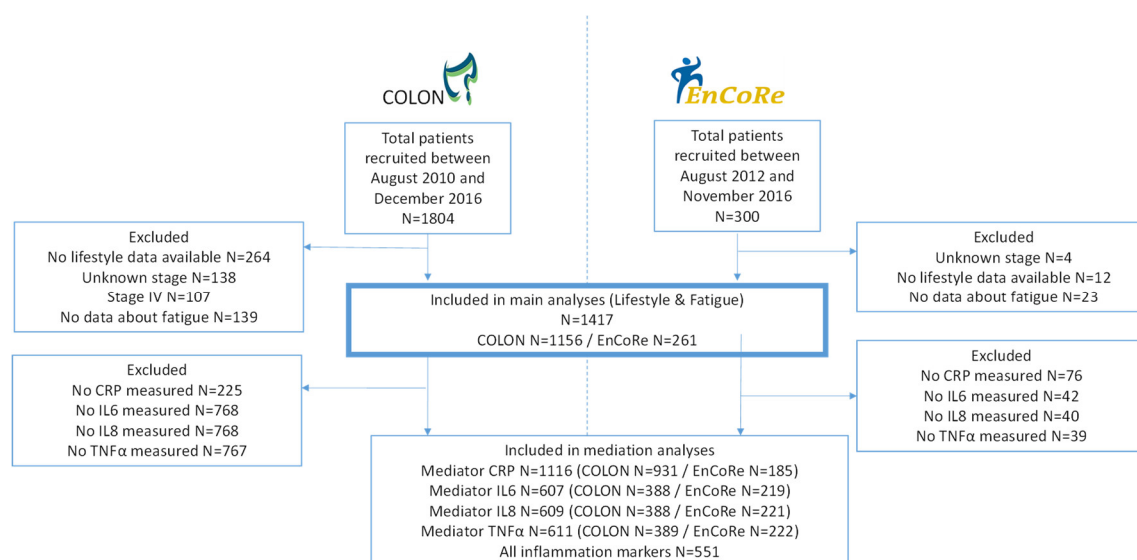 COLON
EnCoRe
Total patients
recruited between
August 2010 and
December 2016
N=1804
Total patients
recruited between
August 2012 and
November 2016
N=300
Excluded
No lifestyle data available N=264
Unknown stage N=138
Stage IV N=107
No data about fatigue N=139
Excluded
Unknown stage N=4
No lifestyle data available N=12
No data about fatigue N=23
Included in main analyses (Lifestyle & Fatigue)
N=1417
COLON N=1156 / EnCoRe N=261
Excluded
No CRP measured N=225
No IL6 measured N=768
No IL8 measured N=768
No TNFα measured N=767
Excluded
No CRP measured N=76
No IL6 measured N=42
No IL8 measured N=40
No TNFα measured N=39
Included in mediation analyses
Mediator CRP N=1116 (COLON N=931 / EnCoRe N=185)
Mediator IL6 N=607 (COLON N=388 / EnCoRe N=219)
Mediator IL8 N=609 (COLON N=388 / EnCoRe N=221)
Mediator TNFα N=611 (COLON N=389 / EnCoRe N=222)
All inflammation markers N=551